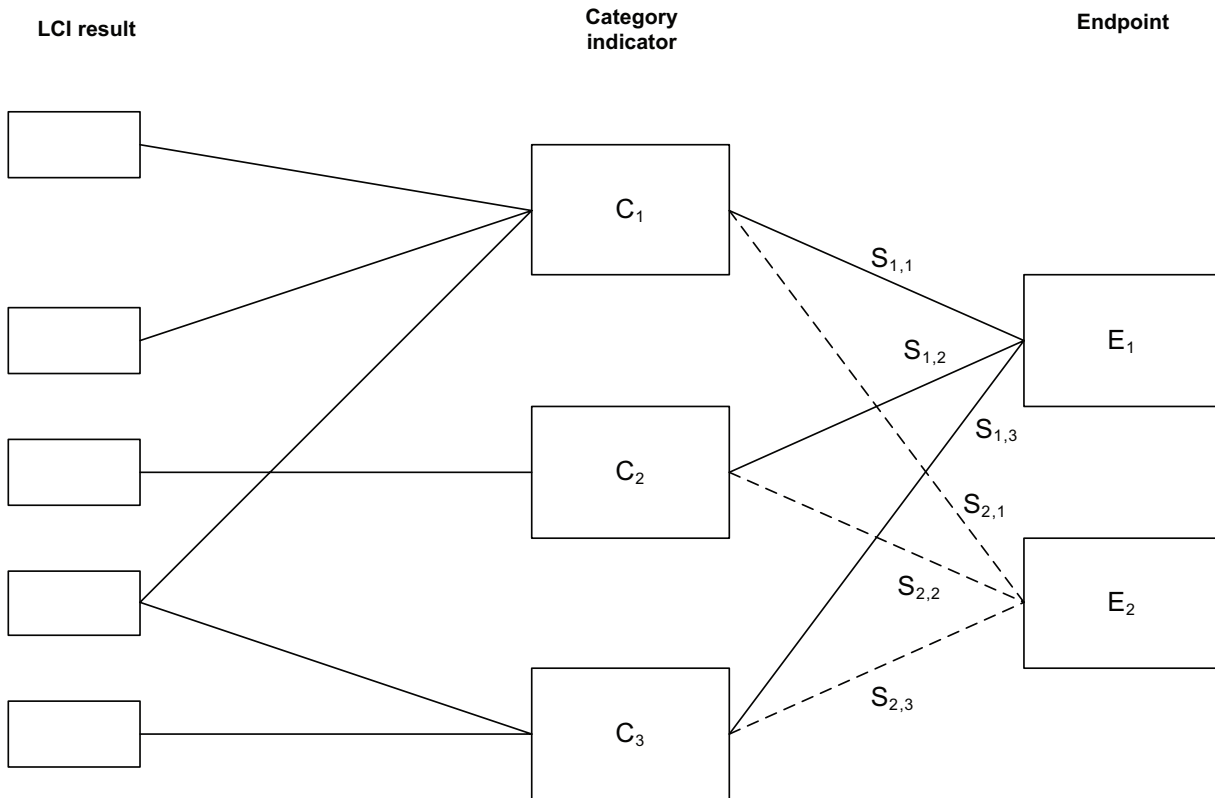 LCI result
Category
indicator
Endpoint
C₁
S₁,₁
E₁
S₁,₂
S₁,₃
C₂
S₂,₁
S₂,₂
E₂
S₂,₃
C₃